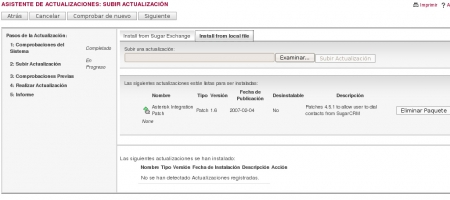 ASISTENTE DE ACTUALIZACIONES: SUBIR ACTUALIZACIÓN
Imprimir ? A
Atrás Cancelar Comprobar de nuevo Siguiente
Pasos de la Actualización:
1: Comprobaciones del Sistema Completada
2: Subir Actualización En Progreso
3: Comprobaciones Previas
4: Realizar Actualización
5: Informe
Install from Sugar Exchange Install from local file
Subir una actualización:
Examinar... Subir Actualización
Las siguientes actualizaciones están listas para ser instaladas:
Nombre Tipo Versión Fecha de Publicación Desinstalable Descripción
Asterisk Integration Patch Patch 1.6 2007-02-04 No Patches 4.5.1 to allow user to dial contacts from SugarCRM Eliminar Paquete
None
Las siguientes actualizaciones se han instalado:
Nombre Tipo Versión Fecha de Instalación Descripción Acción
No se han detectado Actualizaciones registradas.